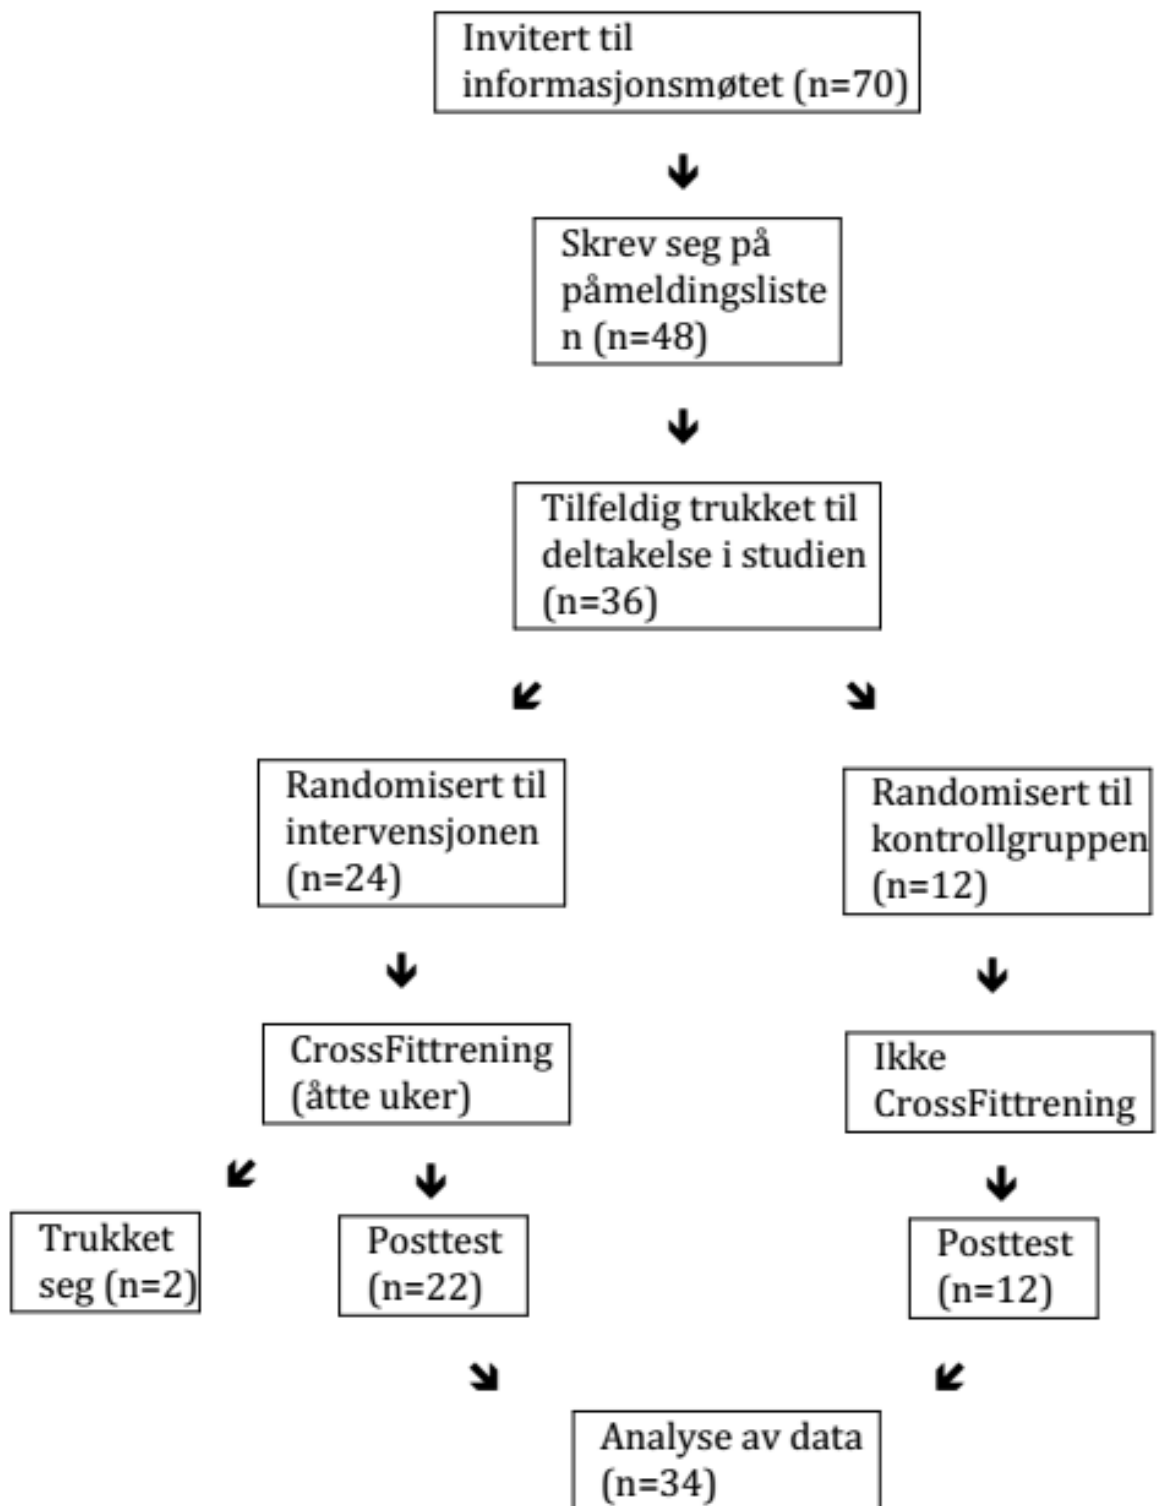 Invitert til
informasjonsmøtet (n=70)
Skrev seg på
påmeldingsliste
n (n=48)
Tilfeldig trukket til
deltakelse i studien
(n=36)
Randomisert til
intervensjonen
(n=24)
Randomisert til
kontrollgruppen
(n=12)
CrossFittrening
(åtte uker)
Ikke
CrossFittrening
Trukket
seg (n=2)
Posttest
(n=22)
Posttest
(n=12)
Analyse av data
(n=34)